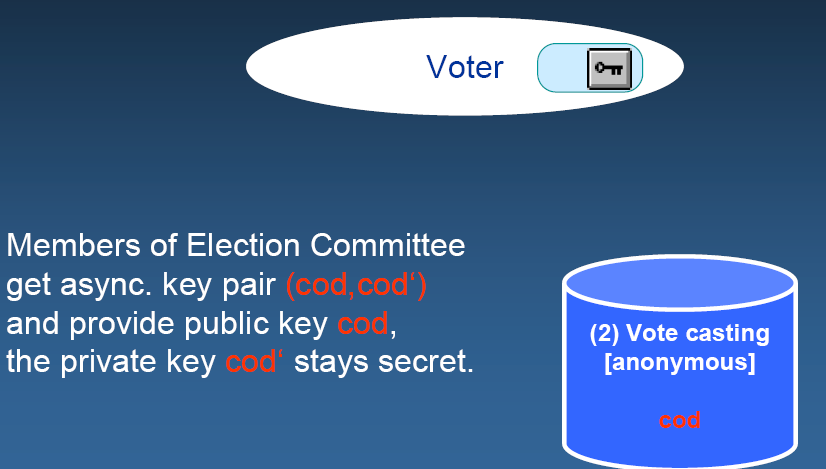 Voter
Members of Election Committee
get async. key pair (cod,cod‘)
and provide public key cod,
the private key cod‘ stays secret.
(2) Vote casting
[anonymous]
cod